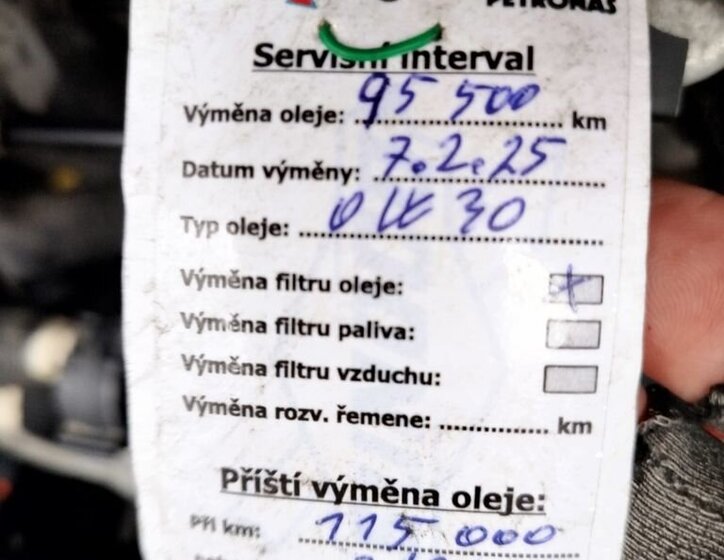 PETRONAS
Servisní interval
Výměna oleje: 95 500 km
Datum výměny: 7.2.25
Typ oleje: 0W30
Výměna filtru oleje: x
Výměna filtru paliva:
Výměna filtru vzduchu:
Výměna rozv. řemene: ............... km
Příští výměna oleje:
Při km: 115 000